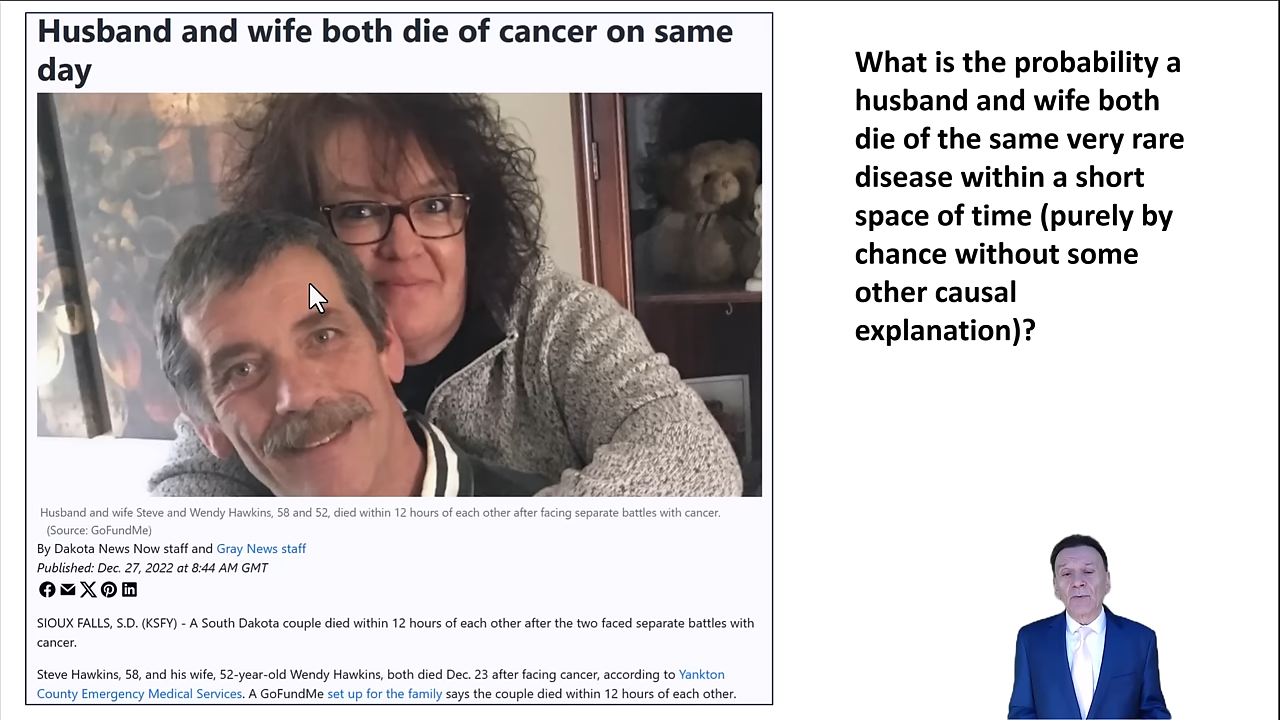 Husband and wife both die of cancer on same
day
Husband and wife Steve and Wendy Hawkins, 58 and 52, died within 12 hours of each other after facing separate battles with cancer.
(Source: GoFundMe)
By Dakota News Now staff and Gray News staff
Published: Dec. 27, 2022 at 8:44 AM GMT
SIOUX FALLS, S.D. (KSFY) - A South Dakota couple died within 12 hours of each other after the two faced separate battles with
cancer.
Steve Hawkins, 58, and his wife, 52-year-old Wendy Hawkins, both died Dec. 23 after facing cancer, according to Yankton
County Emergency Medical Services. A GoFundMe set up for the family says the couple died within 12 hours of each other.
What is the probability a
husband and wife both
die of the same very rare
disease within a short
space of time (purely by
chance without some
other causal
explanation)?